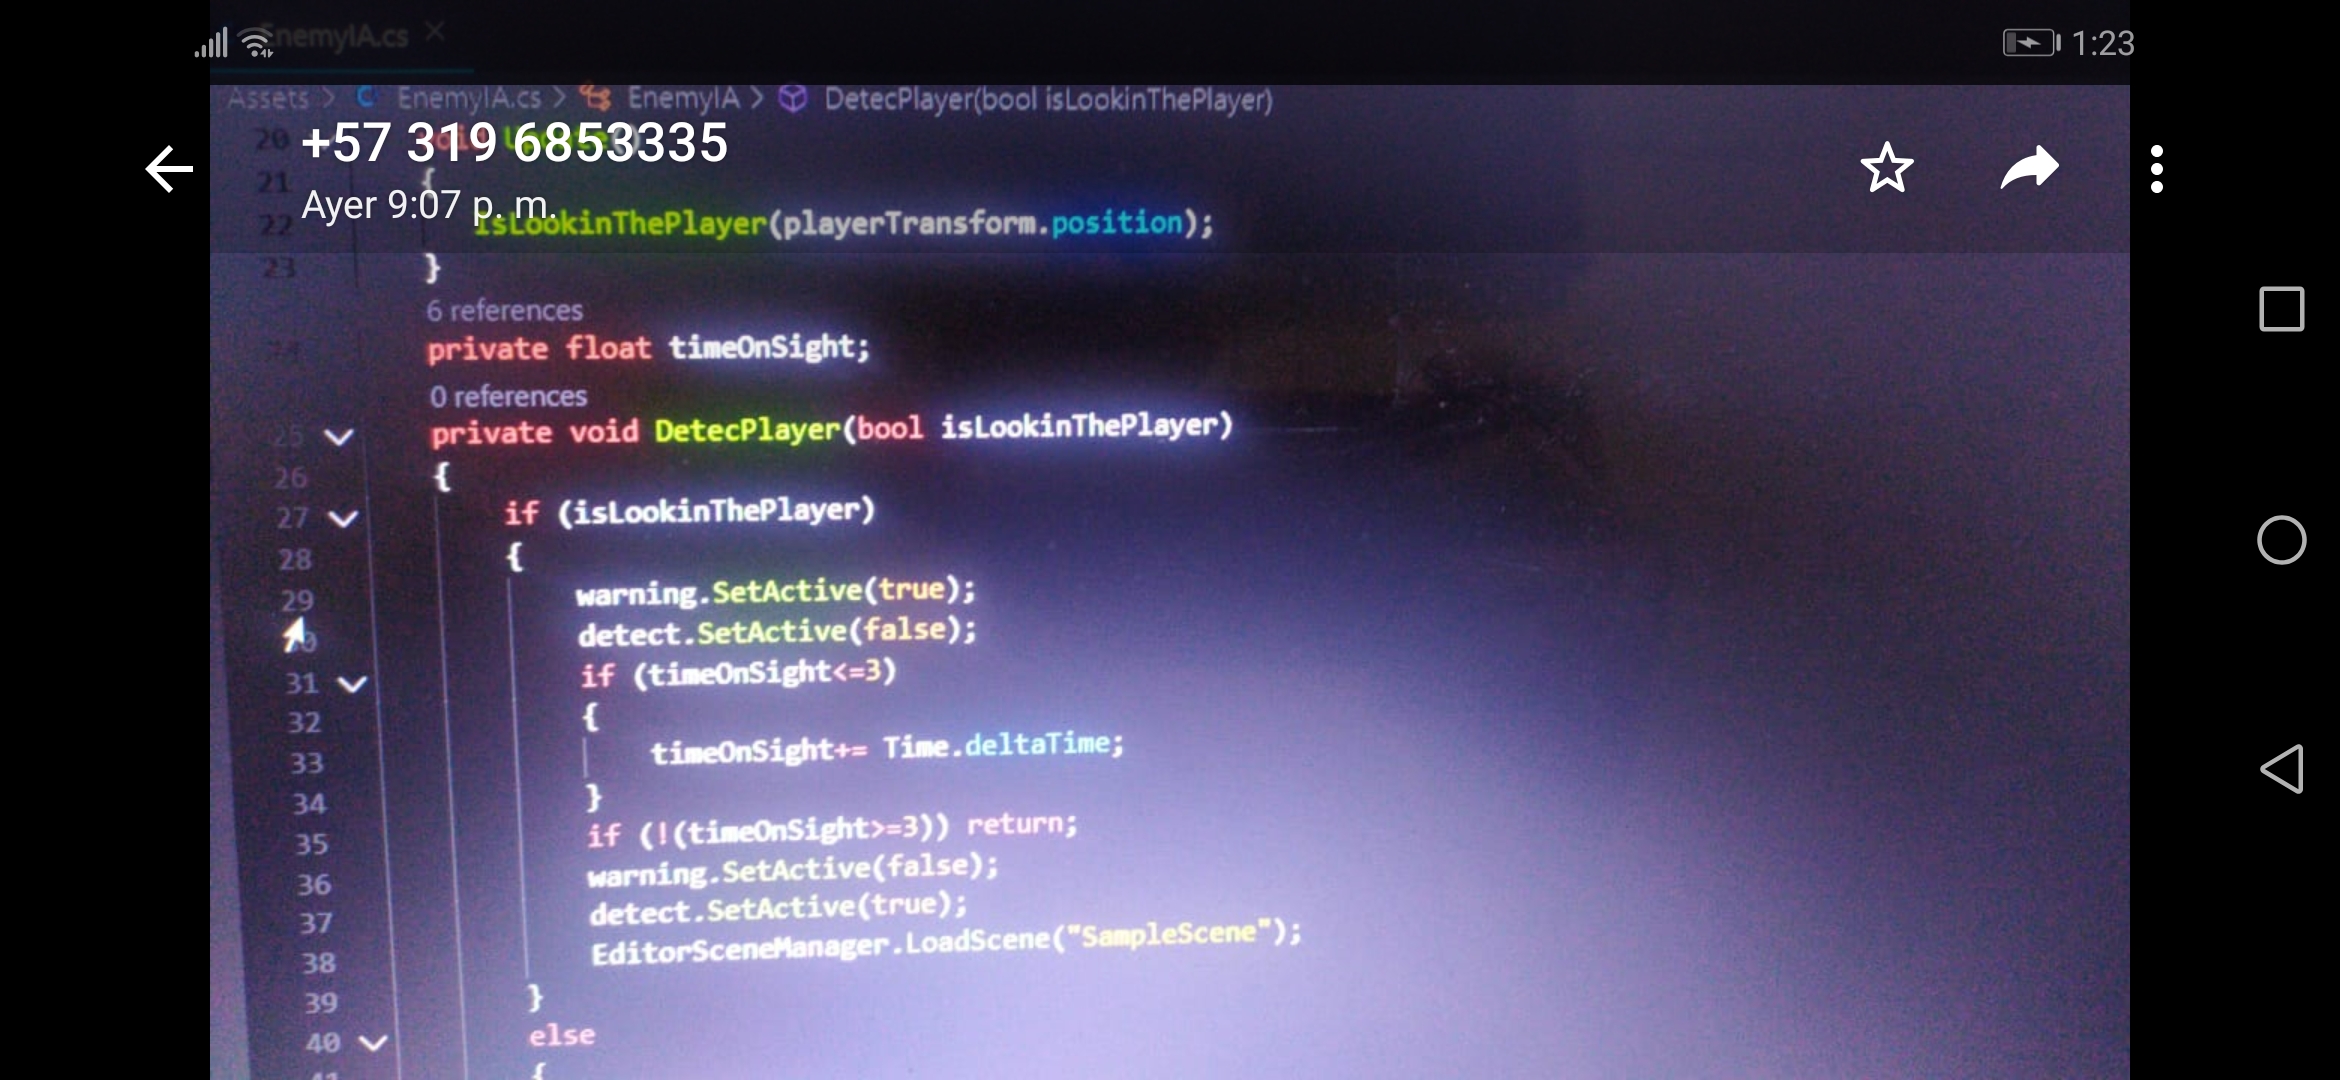 EnemyIA.cs ×
1:23
Assets > EnemyIA.cs > EnemyIA > DetecPlayer(bool isLookinThePlayer)
+57 319 6853335
20 void Update()
21 {
Ayer 9:07 p. m.
22 isLookinThePlayer(playerTransform.position);
23 }
6 references
24 private float timeOnSight;
0 references
25 private void DetecPlayer(bool isLookinThePlayer)
26 {
27 if (isLookinThePlayer)
28 {
29 warning.SetActive(true);
30 detect.SetActive(false);
31 if (timeOnSight<=3)
32 {
33 timeOnSight+= Time.deltaTime;
34 }
35 if (!(timeOnSight>=3)) return;
36 warning.SetActive(false);
37 detect.SetActive(true);
38 EditorSceneManager.LoadScene("SampleScene");
39 }
40 else
41 {